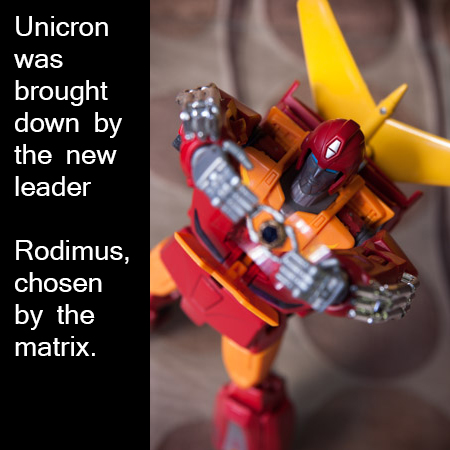 Unicron
was
brought
down by
the new
leader
Rodimus,
chosen
by the
matrix.